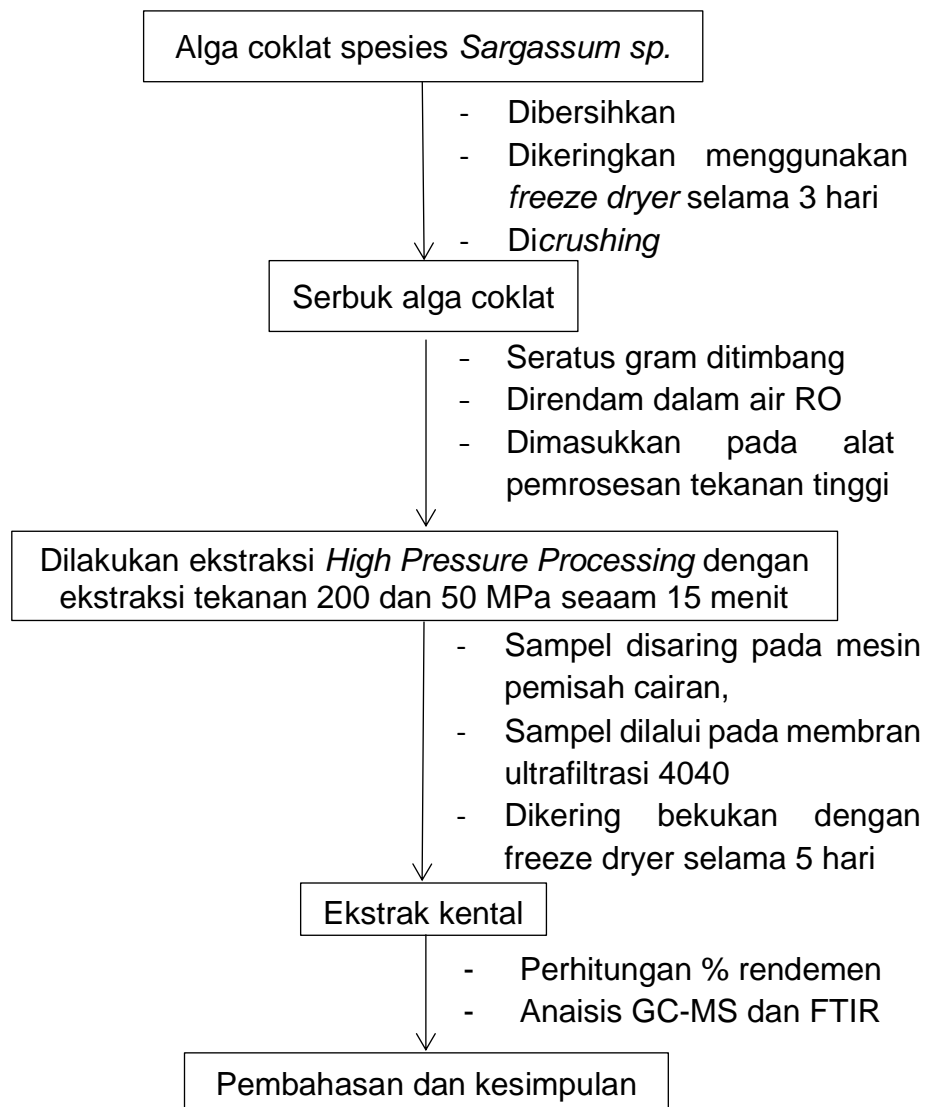 Alga coklat spesies Sargassum sp.
- Dibersihkan
- Dikeringkan menggunakan
freeze dryer selama 3 hari
- Dicrushing
Serbuk alga coklat
- Seratus gram ditimbang
- Direndam dalam air RO
- Dimasukkan pada alat
pemrosesan tekanan tinggi
Dilakukan ekstraksi High Pressure Processing dengan
ekstraksi tekanan 200 dan 50 MPa seaam 15 menit
- Sampel disaring pada mesin
pemisah cairan,
- Sampel dilalui pada membran
ultrafiltrasi 4040
- Dikering bekukan dengan
freeze dryer selama 5 hari
Ekstrak kental
- Perhitungan % rendemen
- Anaisis GC-MS dan FTIR
Pembahasan dan kesimpulan